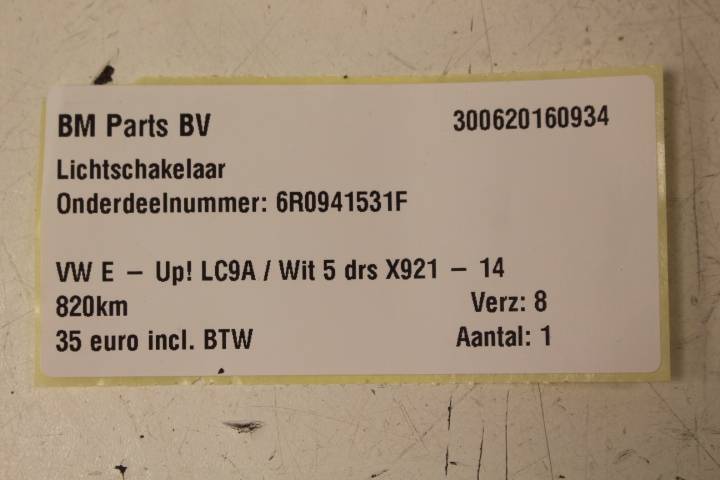 BM Parts BV 300620160934
Lichtschakelaar
Onderdeelnummer: 6R0941531F
VW E – Up! LC9A / Wit 5 drs X921 – 14
820km Verz: 8
35 euro incl. BTW Aantal: 1